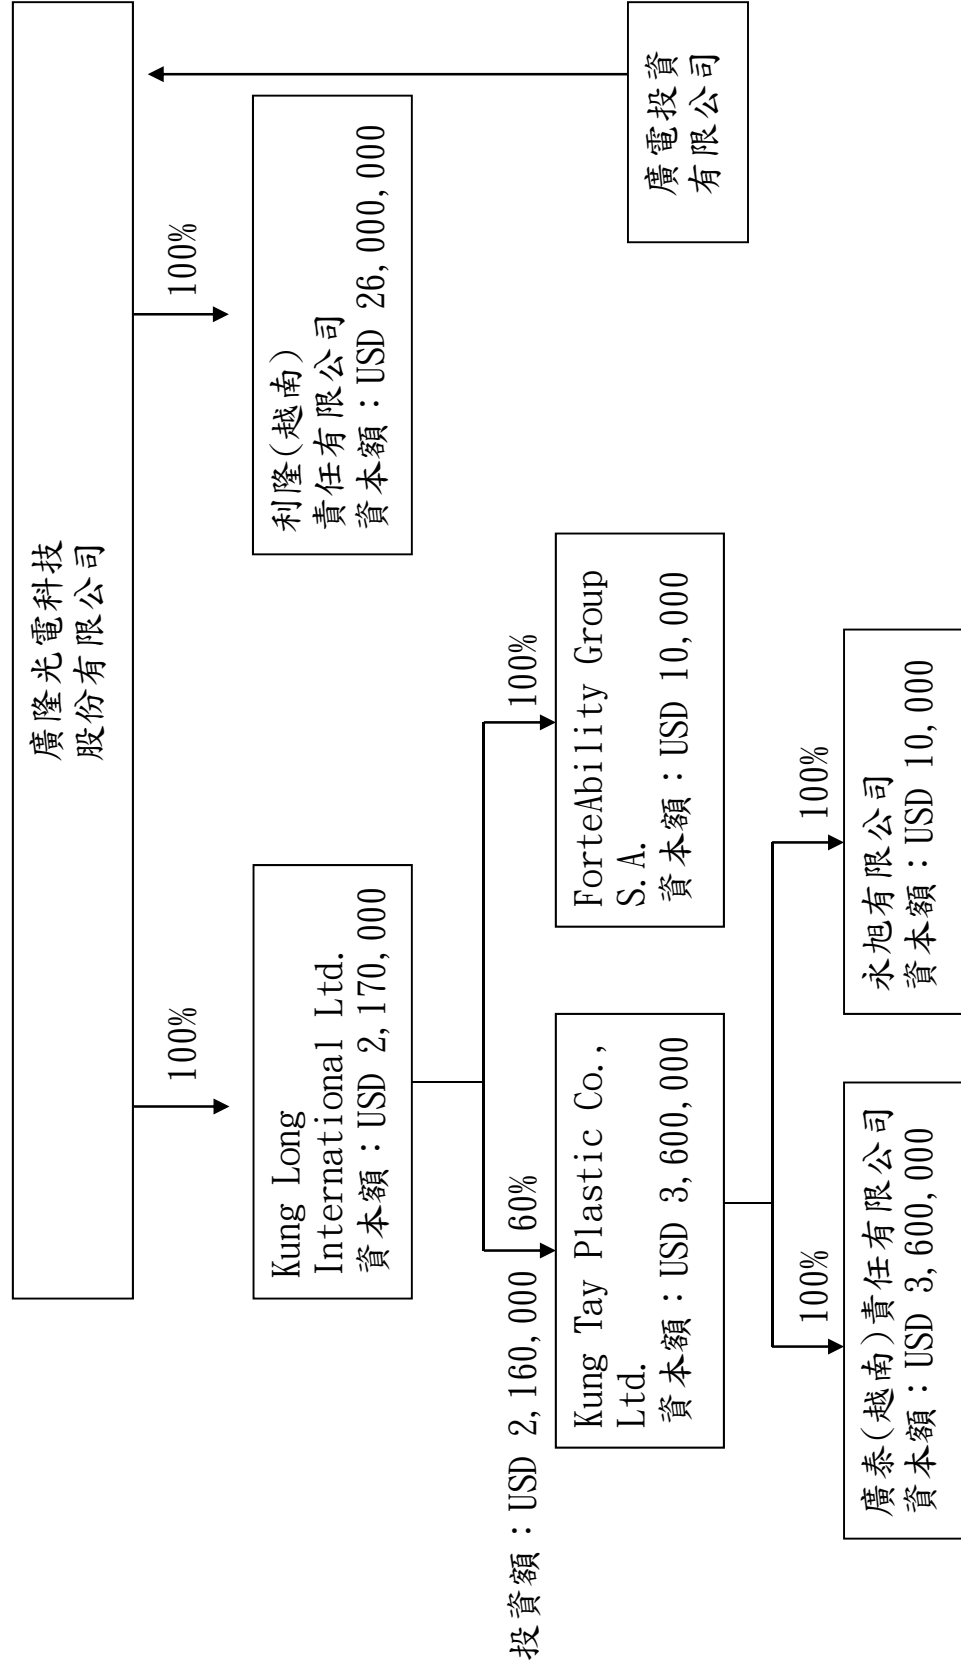 廣隆光電科技
股份有限公司
100%
100%
Kung Long
International Ltd.
資本額：USD 2,170,000
利隆(越南)
責任有限公司
資本額：USD 26,000,000
投資額：USD 2,160,000 60%
100%
Kung Tay Plastic Co.,
Ltd.
資本額：USD 3,600,000
ForteAbility Group
S.A.
資本額：USD 10,000
廣電投資
有限公司
100%
100%
廣泰(越南)責任有限公司
資本額：USD 3,600,000
永旭有限公司
資本額：USD 10,000